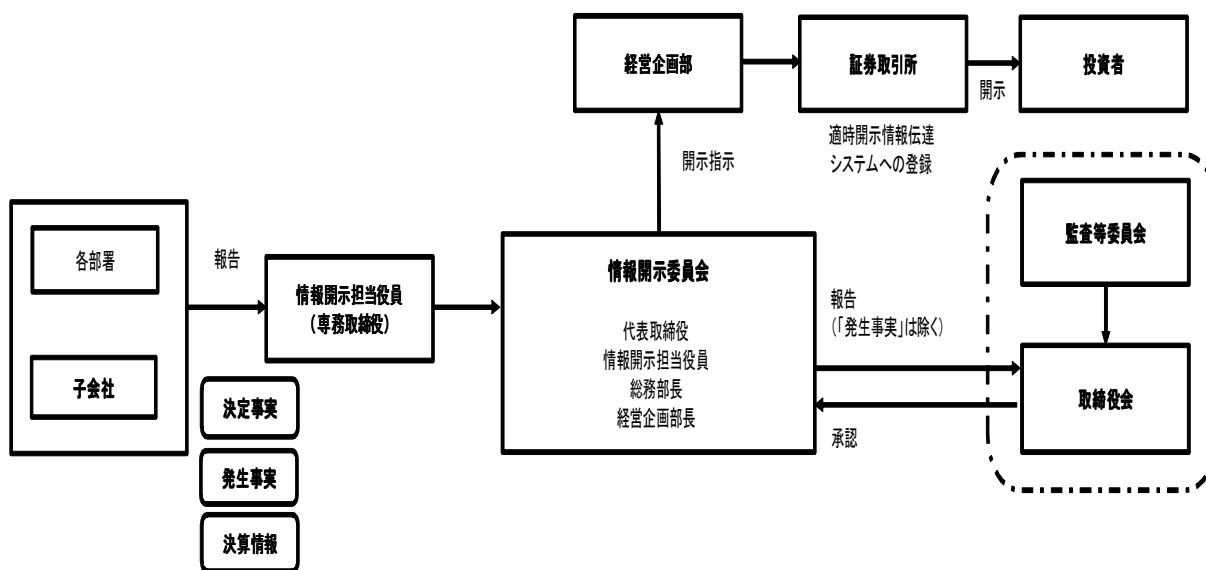 経営企画部
証券取引所
投資者
開示
適時開示情報伝達
システムへの登録
開示指示
監査等委員会
各部署
報告
情報開示担当役員
(専務取締役)
情報開示委員会
代表取締役
情報開示担当役員
総務部長
経営企画部長
報告
(「発生事実」は除く)
取締役会
承認
子会社
決定事実
発生事実
決算情報